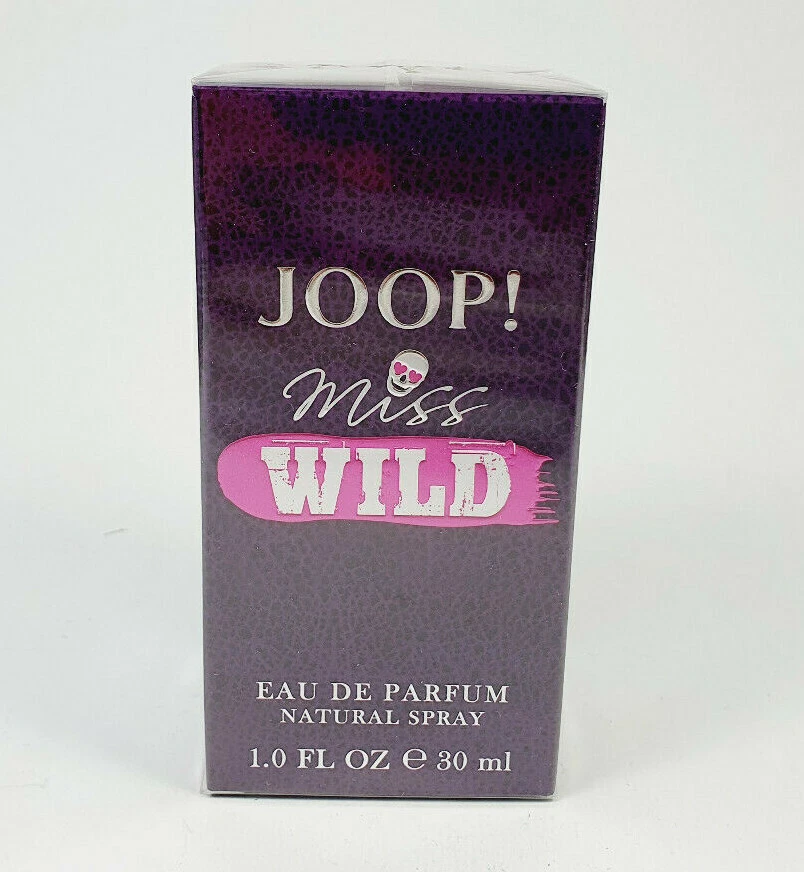 JOOP!
miss
WILD
EAU DE PARFUM
NATURAL SPRAY
1.0 FL OZ ℮ 30 ml